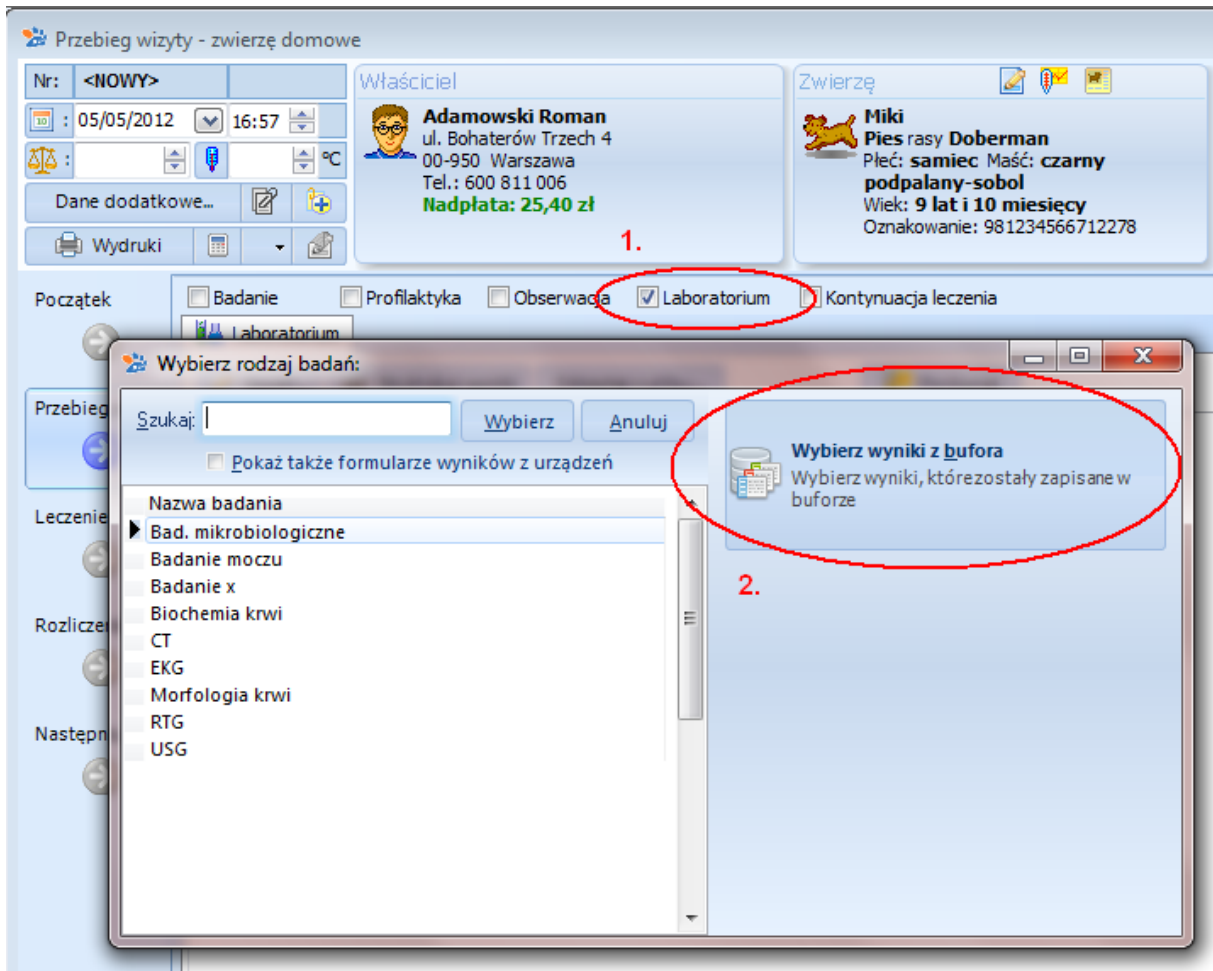 Przebieg wizyty - zwierzę domowe
Nr: <NOWY>
: 05/05/2012 16:57
: °C
Dane dodatkowe...
Wydruki
Właściciel
Adamowski Roman
ul. Bohaterów Trzech 4
00-950 Warszawa
Tel.: 600 811 006
Nadpłata: 25,40 zł
Zwierzę
Miki
Pies rasy Doberman
Płeć: samiec Maść: czarny
podpalany-sobol
Wiek: 9 lat i 10 miesięcy
Oznakowanie: 981234566712278
1.
Początek
Badanie Profilaktyka Obserwacja Laboratorium Kontynuacja leczenia
Laboratorium
Przebieg
Leczenie
Wybierz rodzaj badań:
Szukaj: Wybierz Anuluj
Pokaż także formularze wyników z urządzeń
Nazwa badania
Bad. mikrobiologiczne
Badanie moczu
Badanie x
Biochemia krwi
CT
EKG
Morfologia krwi
RTG
USG
Wybierz wyniki z bufora
Wybierz wyniki, które zostały zapisane w
buforze
2.